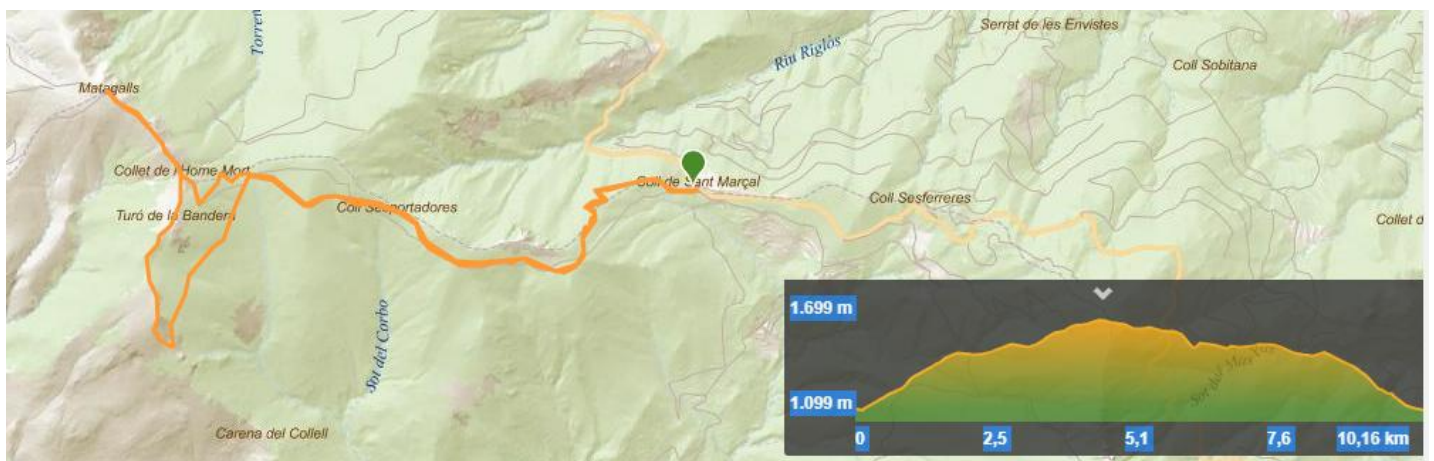 Torren
Serrat de les Envistes
Riu Riglòs
Coll Sobitana
Matagalls
Collet de l'Home Mort
Coll de Sant Marçal
Coll Sesferreres
Turó de la Bandera
Coll Sesportadores
Collet d
Sot del Corbo
Carena del Collell
1.699 m
1.099 m
0
2,5
5,1
7,6
10,16 km